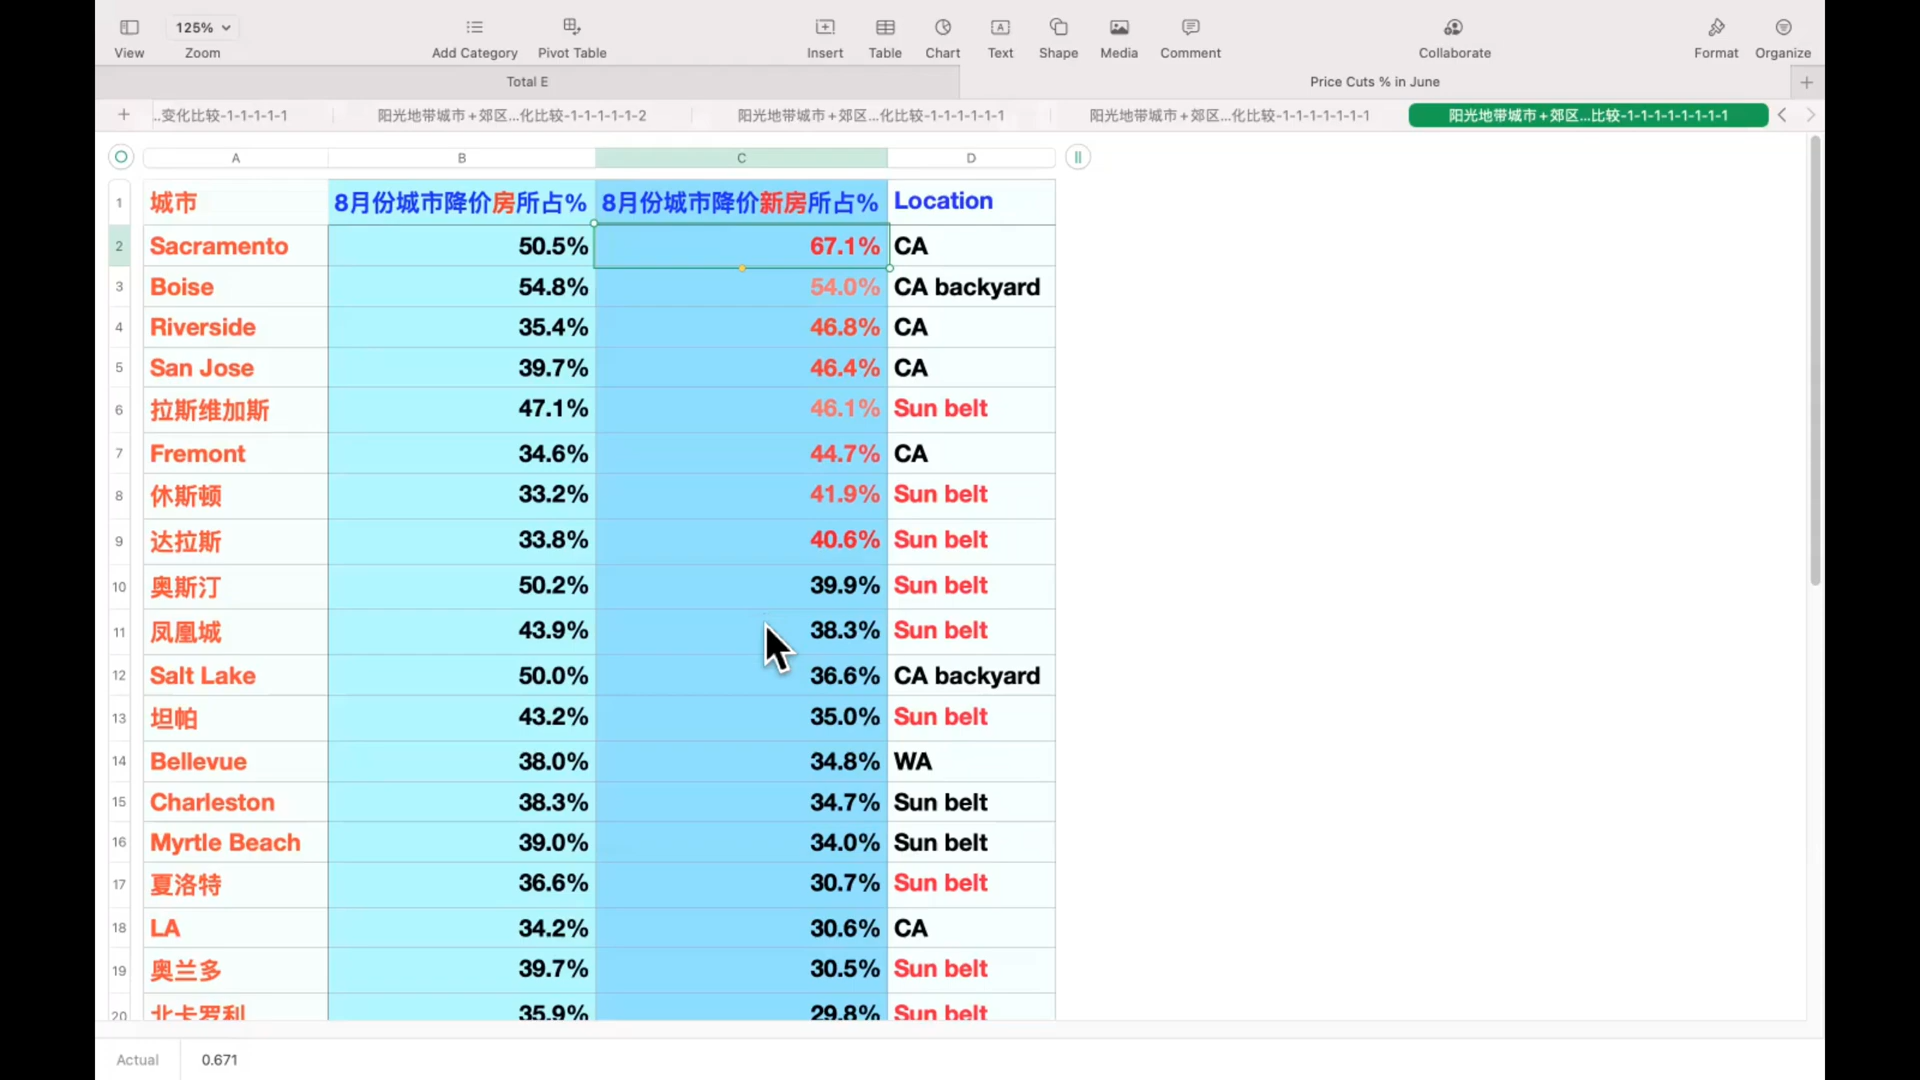 View
125%
Zoom
Add Category
Pivot Table
Insert
Table
Chart
Text
Shape
Media
Comment
Collaborate
Format
Organize
Total E
Price Cuts % in June
..变化比较-1-1-1-1-1
阳光地带城市+郊区...化比较-1-1-1-1-1-2
阳光地带城市+郊区...化比较-1-1-1-1-1-1
阳光地带城市+郊区...化比较-1-1-1-1-1-1-1
阳光地带城市+郊区...比较-1-1-1-1-1-1-1-1
A B C D
1 城市 8月份城市降价房所占% 8月份城市降价新房所占% Location
2 Sacramento 50.5% 67.1% CA
3 Boise 54.8% 54.0% CA backyard
4 Riverside 35.4% 46.8% CA
5 San Jose 39.7% 46.4% CA
6 拉斯维加斯 47.1% 46.1% Sun belt
7 Fremont 34.6% 44.7% CA
8 休斯顿 33.2% 41.9% Sun belt
9 达拉斯 33.8% 40.6% Sun belt
10 奥斯汀 50.2% 39.9% Sun belt
11 凤凰城 43.9% 38.3% Sun belt
12 Salt Lake 50.0% 36.6% CA backyard
13 坦帕 43.2% 35.0% Sun belt
14 Bellevue 38.0% 34.8% WA
15 Charleston 38.3% 34.7% Sun belt
16 Myrtle Beach 39.0% 34.0% Sun belt
17 夏洛特 36.6% 30.7% Sun belt
18 LA 34.2% 30.6% CA
19 奥兰多 39.7% 30.5% Sun belt
20 北卡罗利 35.9% 29.8% Sun belt
Actual 0.671